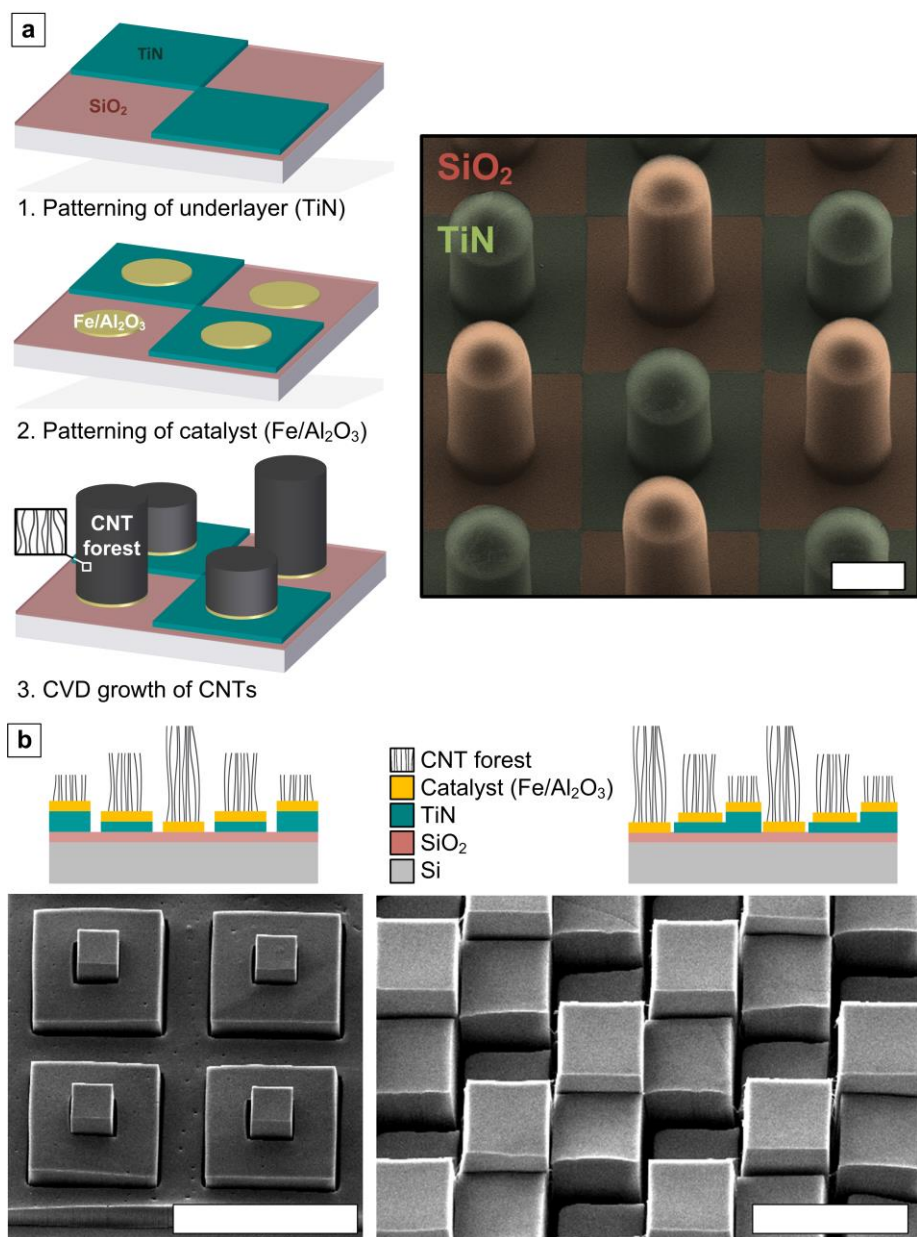 a
TiN
SiO₂
1. Patterning of underlayer (TiN)
Fe/Al₂O₃
2. Patterning of catalyst (Fe/Al₂O₃)
CNT
forest
3. CVD growth of CNTs
SiO₂
TiN
b
CNT forest
Catalyst (Fe/Al₂O₃)
TiN
SiO₂
Si